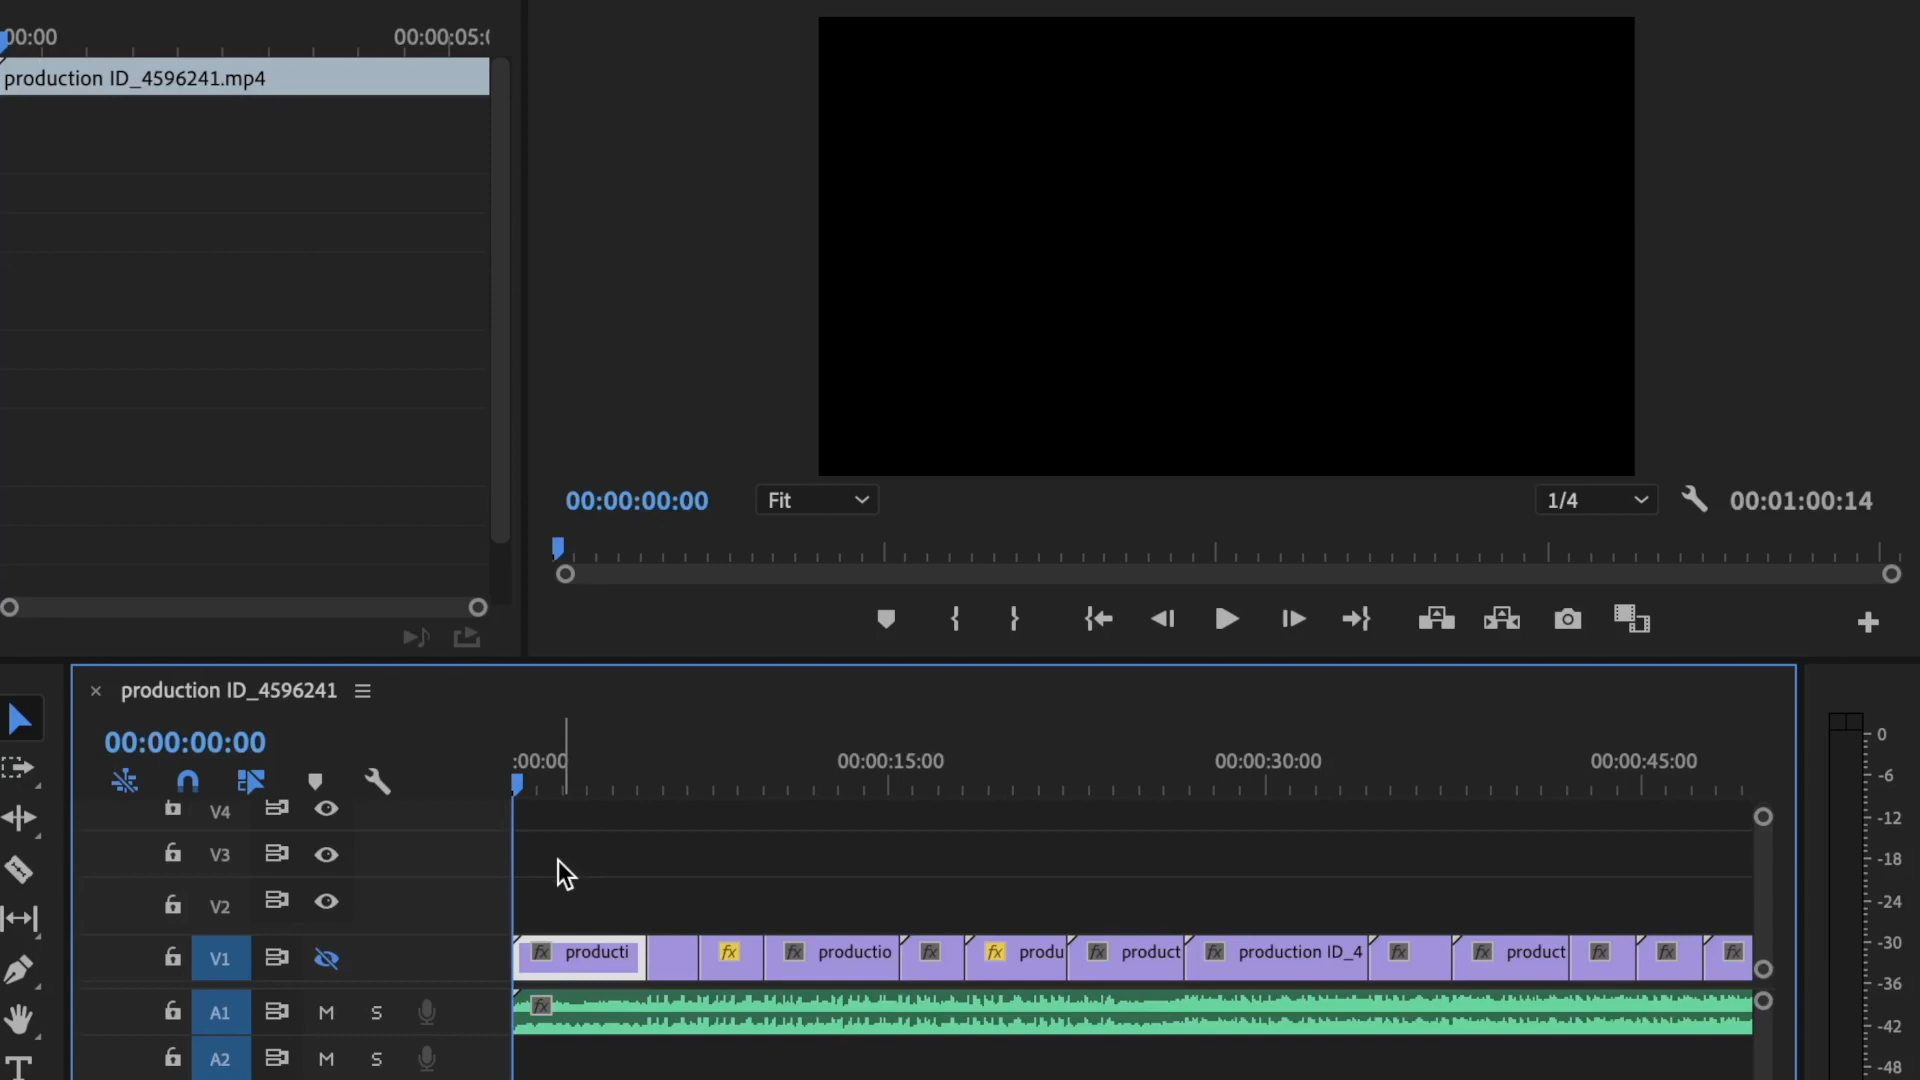 00:00
00:00:05:0
production ID_4596241.mp4
00:00:00:00
Fit
1/4
00:01:00:14
production ID_4596241
00:00:00:00
:00:00
00:00:15:00
00:00:30:00
00:00:45:00
V4
V3
V2
V1
fx producti
fx
fx productio
fx
fx produ
fx product
fx production ID_4
fx
fx product
fx
fx
fx
A1
M
S
fx
A2
M
S
T
0
-6
-12
-18
-24
-30
-36
-42
-48